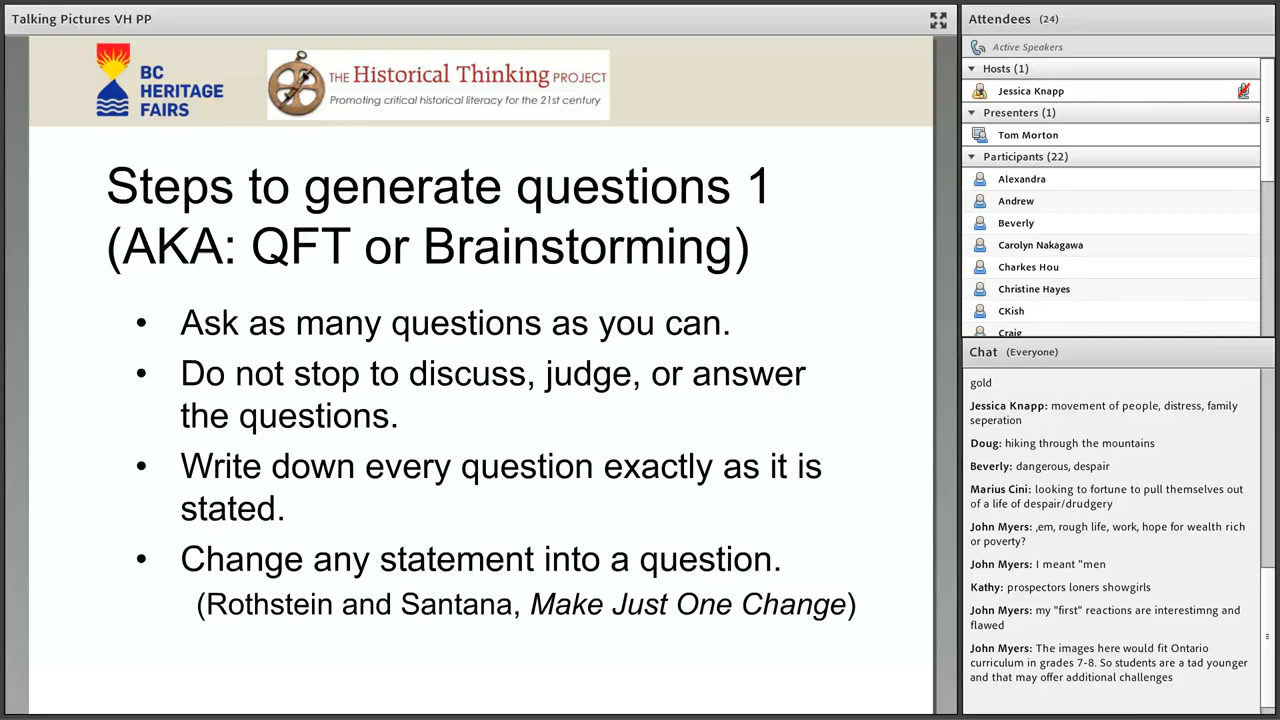 Talking Pictures VH PP
BC
HERITAGE
FAIRS
THE Historical Thinking PROJECT
Promoting critical historical literacy for the 21st century
Steps to generate questions 1
(AKA: QFT or Brainstorming)
• Ask as many questions as you can.
• Do not stop to discuss, judge, or answer
the questions.
• Write down every question exactly as it is
stated.
• Change any statement into a question.
(Rothstein and Santana, Make Just One Change)
Attendees (24)
Active Speakers
Hosts (1)
Jessica Knapp
Presenters (1)
Tom Morton
Participants (22)
Alexandra
Andrew
Beverly
Carolyn Nakagawa
Charkes Hou
Christine Hayes
CKish
Craig
Chat (Everyone)
gold
Jessica Knapp: movement of people, distress, family
seperation
Doug: hiking through the mountains
Beverly: dangerous, despair
Marius Cini: looking to fortune to pull themselves out
of a life of despair/drudgery
John Myers: ,em, rough life, work, hope for wealth rich
or poverty?
John Myers: I meant "men
Kathy: prospectors loners showgirls
John Myers: my "first" reactions are interestimng and
flawed
John Myers: The images here would fit Ontario
curriculum in grades 7-8. So students are a tad younger
and that may offer additional challenges